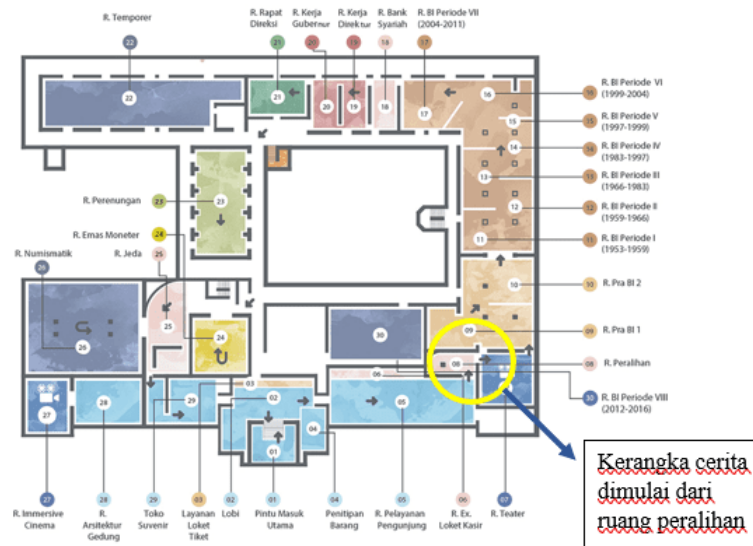 R. Temporer
R. Rapat
Direksi
R. Kerja
Gubernur
R. Kerja
Direktur
R. Bank
Syariah
R. BI Periode VII
(2004-2011)
22
21
20
19
18
17
22
21
20
19
18
17
16
15
14
13
12
11
10
09
16
R. BI Periode VI
(1999-2004)
15
R. BI Periode V
(1997-1999)
14
R. BI Periode IV
(1983-1997)
13
R. BI Periode III
(1966-1983)
12
R. BI Periode II
(1959-1966)
11
R. BI Periode I
(1953-1959)
10
R. Pra BI 2
09
R. Pra BI 1
08
R. Peralihan
30
R. BI Periode VIII
(2012-2016)
R. Perenungan
23
23
R. Emas Moneter
24
R. Numismatik
26
R. Jeda
25
25
24
26
30
08
06
03
02
05
04
01
29
28
27
27
28
29
03
02
01
04
05
06
07
R. Immersive
Cinema
R.
Arsitektur
Gedung
Toko
Suvenir
Layanan
Loket
Tiket
Lobi
Pintu Masuk
Utama
Penitipan
Barang
R. Pelayanan
Pengunjung
R. Ex.
Loket Kasir
R. Teater
Kerangka cerita
dimulai dari
ruang peralihan